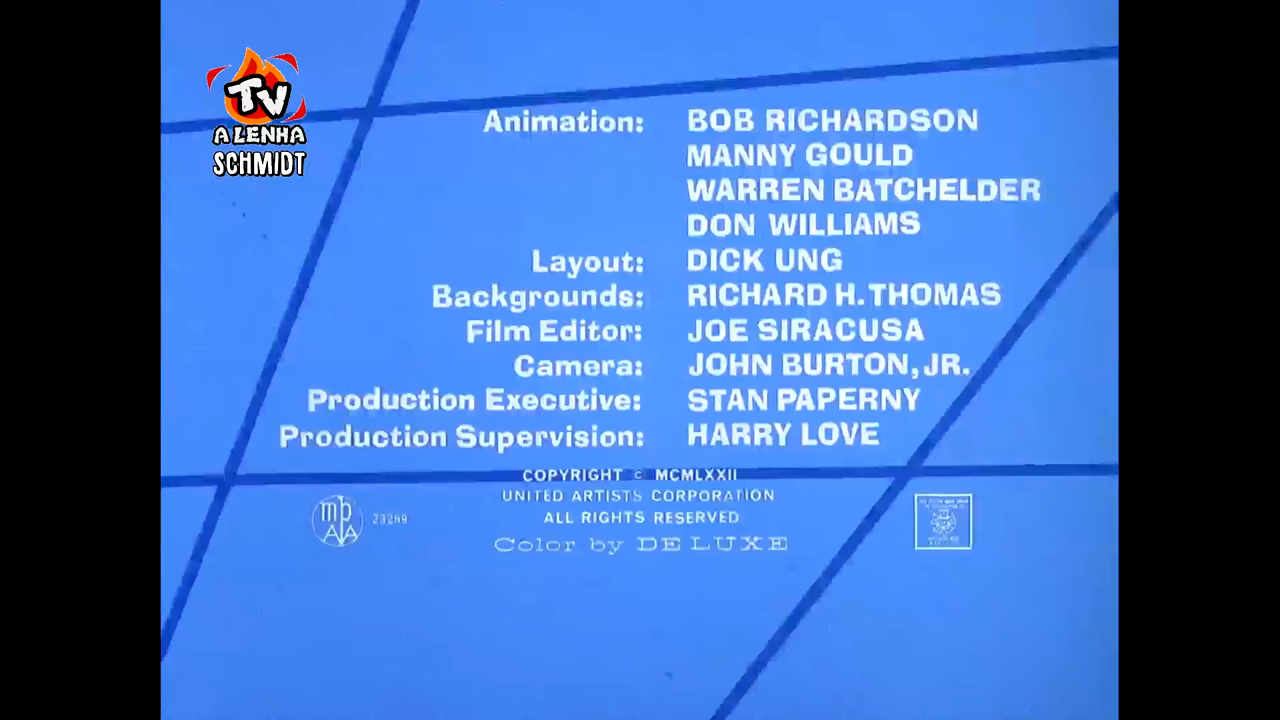 TV
A LENHA
SCHMIDT
Animation: BOB RICHARDSON
MANNY GOULD
WARREN BATCHELDER
DON WILLIAMS
Layout: DICK UNG
Backgrounds: RICHARD H. THOMAS
Film Editor: JOE SIRACUSA
Camera: JOHN BURTON, JR.
Production Executive: STAN PAPERNY
Production Supervision: HARRY LOVE
COPYRIGHT © MCMLXXII
UNITED ARTISTS CORPORATION
ALL RIGHTS RESERVED
Color by DE LUXE